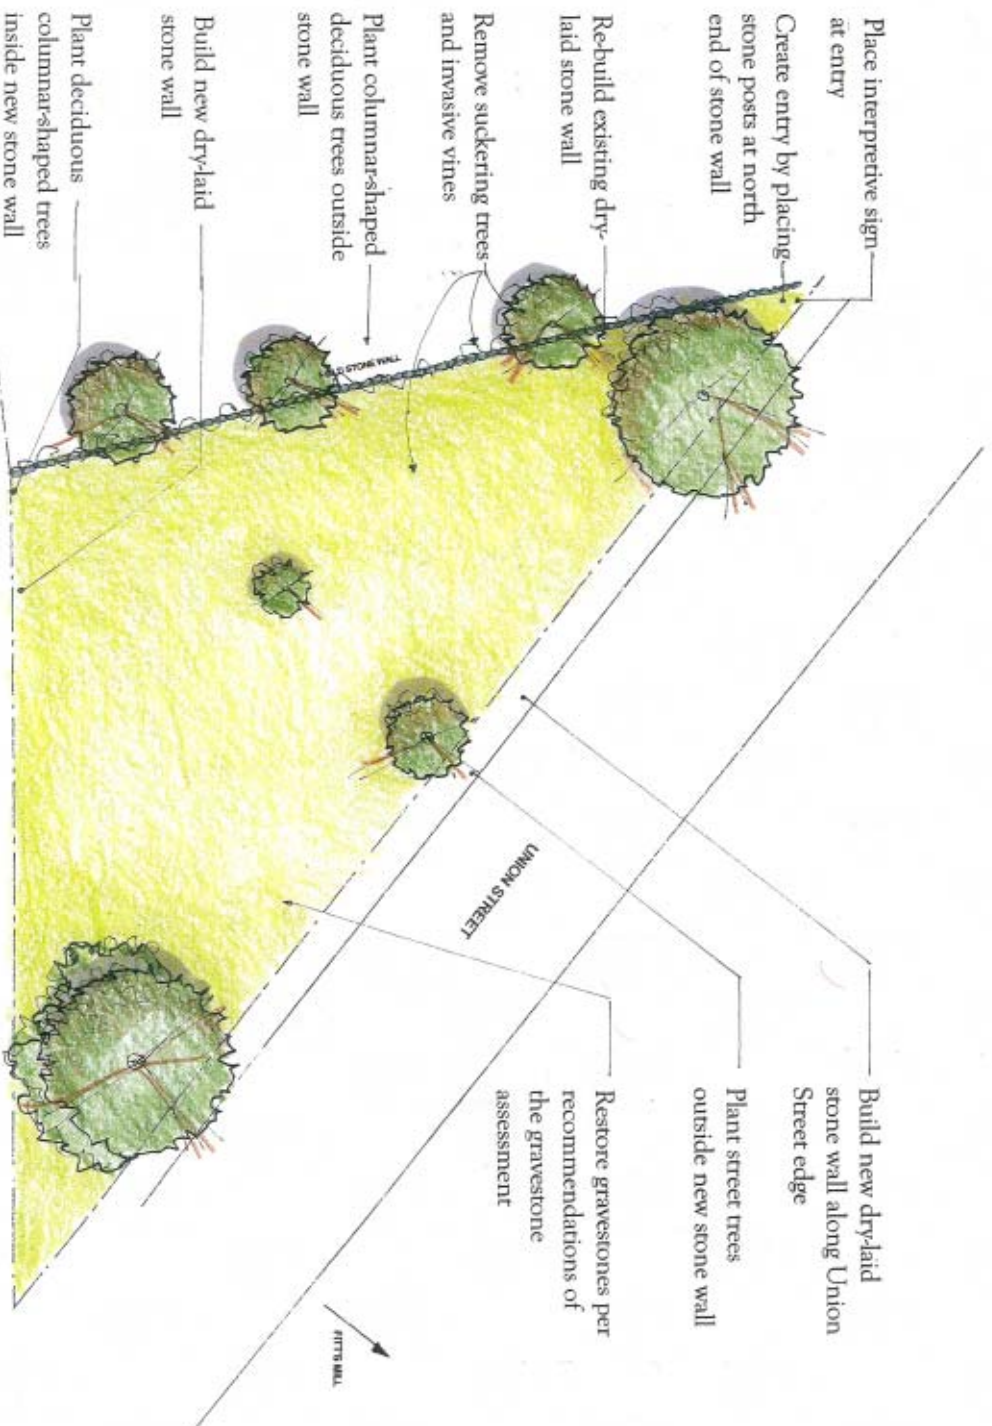 Place interpretive sign
at entry
Create entry by placing
stone posts at north
end of stone wall
Re-build existing dry-
laid stone wall
Remove suckering trees
and invasive vines
Plant columnar-shaped
deciduous trees outside
stone wall
Build new dry-laid
stone wall
Plant deciduous
columnar-shaped trees
inside new stone wall
STONE WALL
UNION STREET
Build new dry-laid
stone wall along Union
Street edge
Plant street trees
outside new stone wall
Restore gravestones per
recommendations of
the gravestone
assessment
FITTS MILL